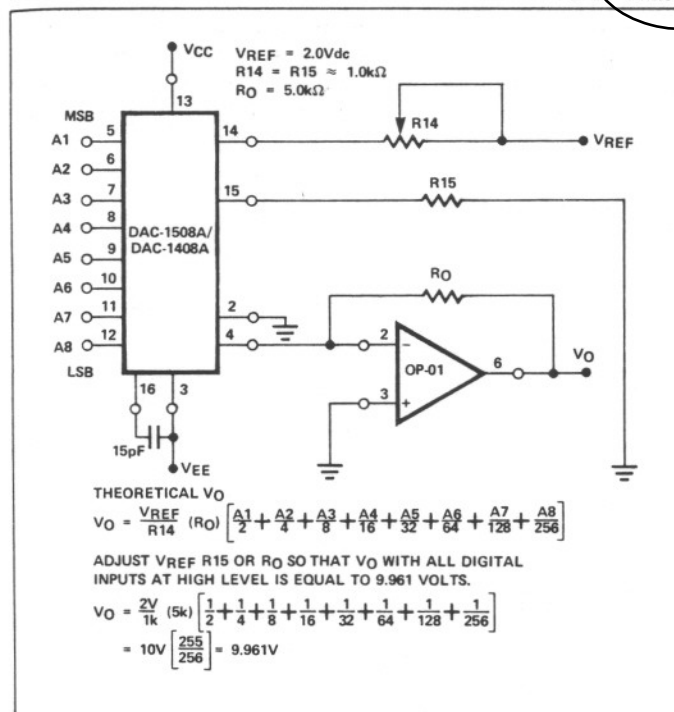 VCC
VREF = 2.0Vdc
R14 = R15 ≈ 1.0kΩ
RO = 5.0kΩ
13
MSB
A1 5
A2 6
A3 7
A4 8
A5 9
A6 10
A7 11
A8 12
LSB
DAC-1508A/
DAC-1408A
14
R14
VREF
15
R15
RO
2
4
2
−
OP-01
6
VO
3
+
16
3
15pF
VEE
THEORETICAL VO
VO = VREF/R14 (RO) [A1/2 + A2/4 + A3/8 + A4/16 + A5/32 + A6/64 + A7/128 + A8/256]
ADJUST VREF R15 OR RO SO THAT VO WITH ALL DIGITAL
INPUTS AT HIGH LEVEL IS EQUAL TO 9.961 VOLTS.
VO = 2V/1k (5k) [1/2 + 1/4 + 1/8 + 1/16 + 1/32 + 1/64 + 1/128 + 1/256]
= 10V [255/256] = 9.961V